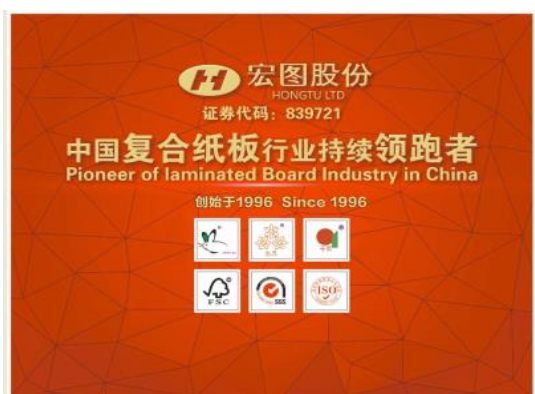 宏图股份
HONGTU LTD
证券代码：839721
中国复合纸板行业持续领跑者
Pioneer of laminated Board Industry in China
创始于1996 Since 1996
FSC
SGS
ISO